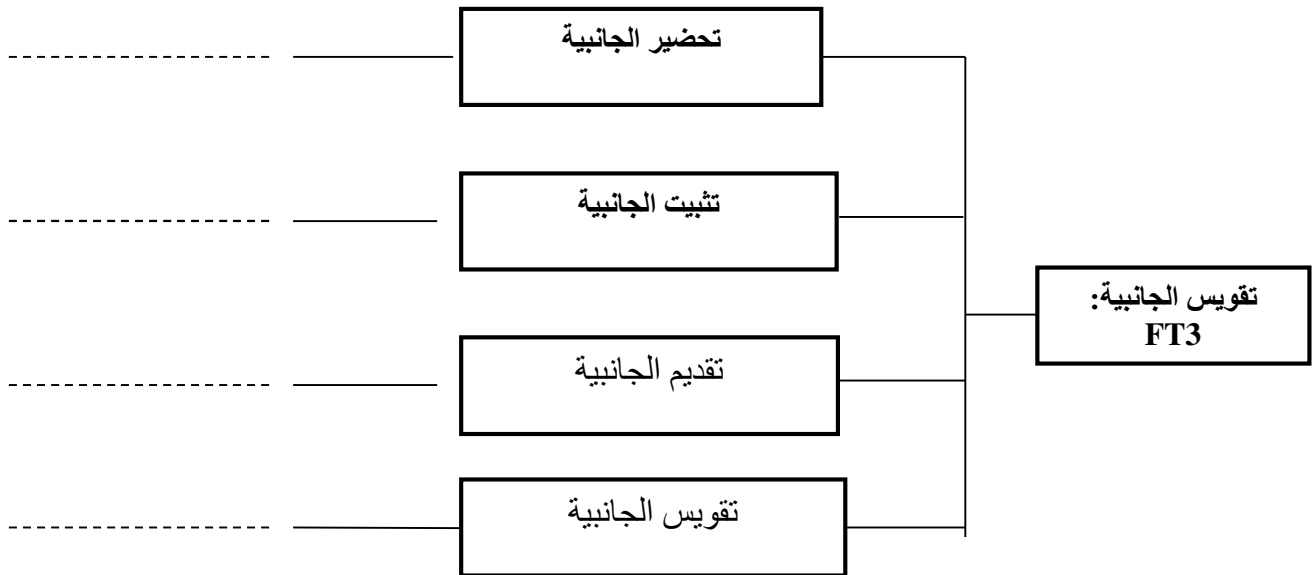 تحضير الجانبية
تثبيت الجانبية
تقويس الجانبية:
FT3
تقديم الجانبية
تقويس الجانبية